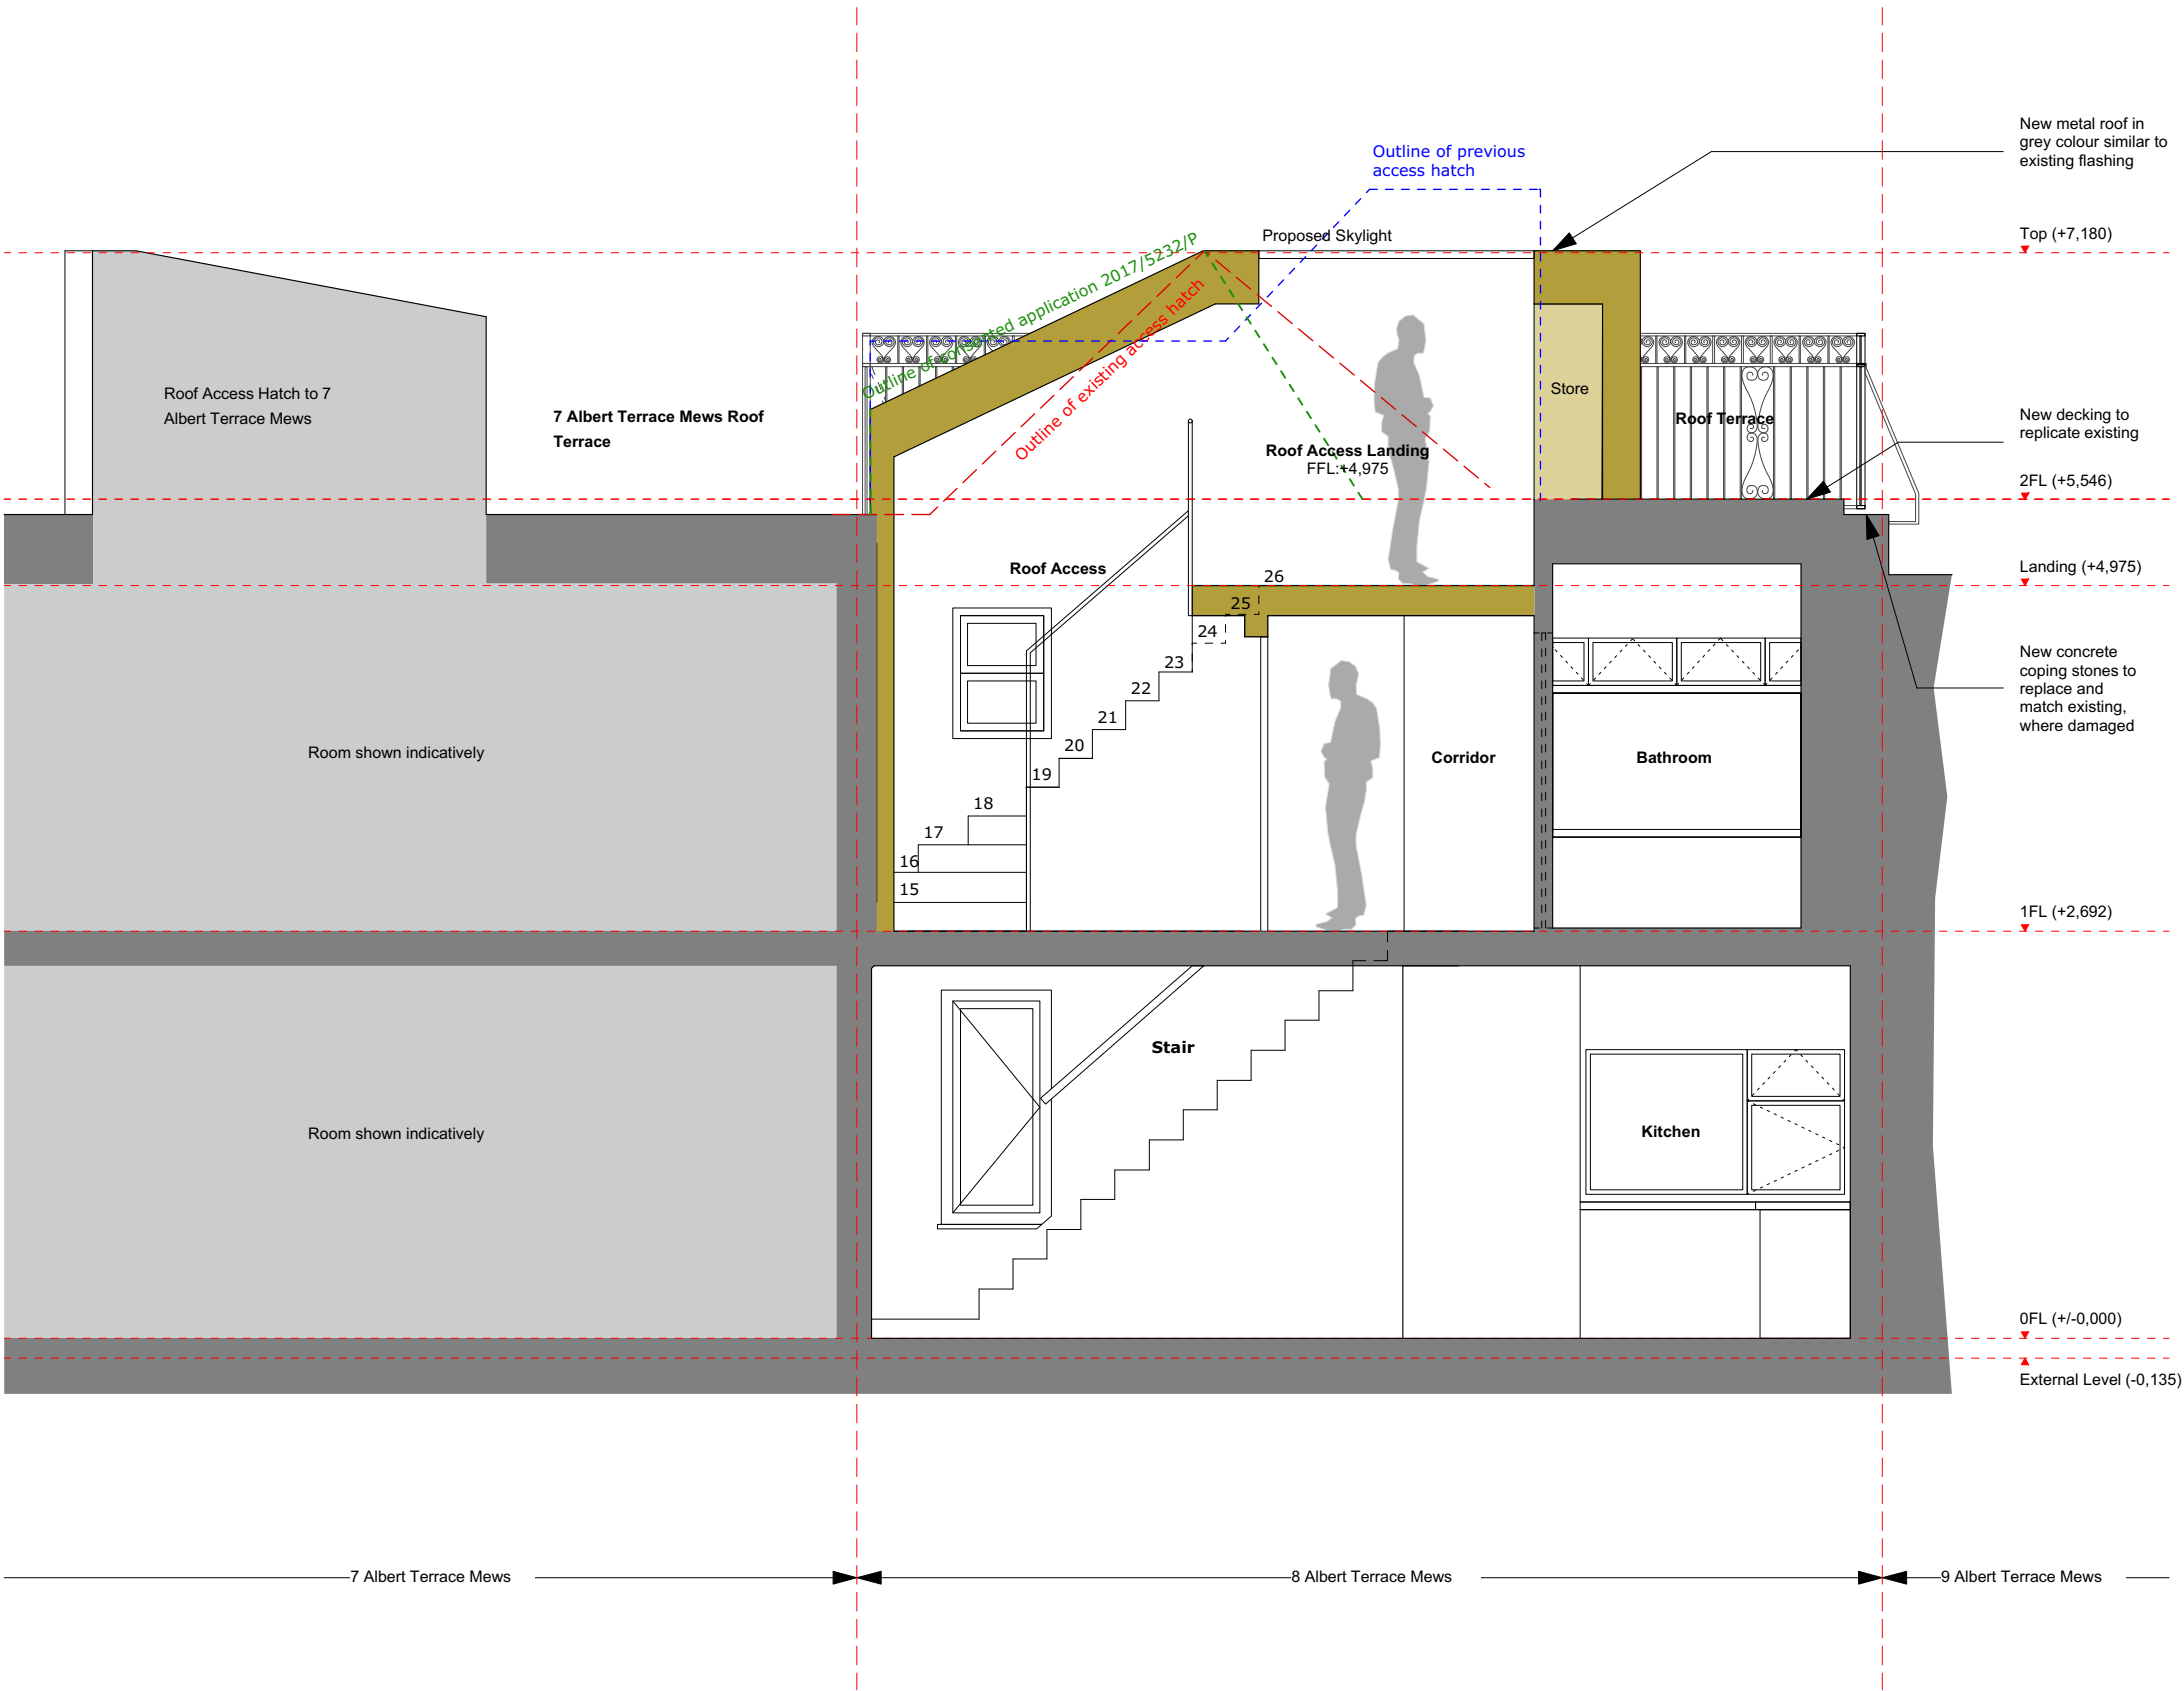 New metal roof in
grey colour similar to
existing flashing
Outline of previous
access hatch
Top (+7,180)
Proposed Skylight
Outline of consented application 2017/5232/P
Outline of existing access hatch
Roof Access Hatch to 7
Albert Terrace Mews
7 Albert Terrace Mews Roof
Terrace
Store
Roof Terrace
New decking to
replicate existing
Roof Access Landing
FFL:+4,975
2FL (+5,546)
Roof Access
Landing (+4,975)
26
25
24
23
22
21
20
19
18
17
16
15
New concrete
coping stones to
replace and
match existing,
where damaged
Room shown indicatively
Corridor
Bathroom
1FL (+2,692)
Stair
Room shown indicatively
Kitchen
0FL (+/-0,000)
External Level (-0,135)
7 Albert Terrace Mews
8 Albert Terrace Mews
9 Albert Terrace Mews